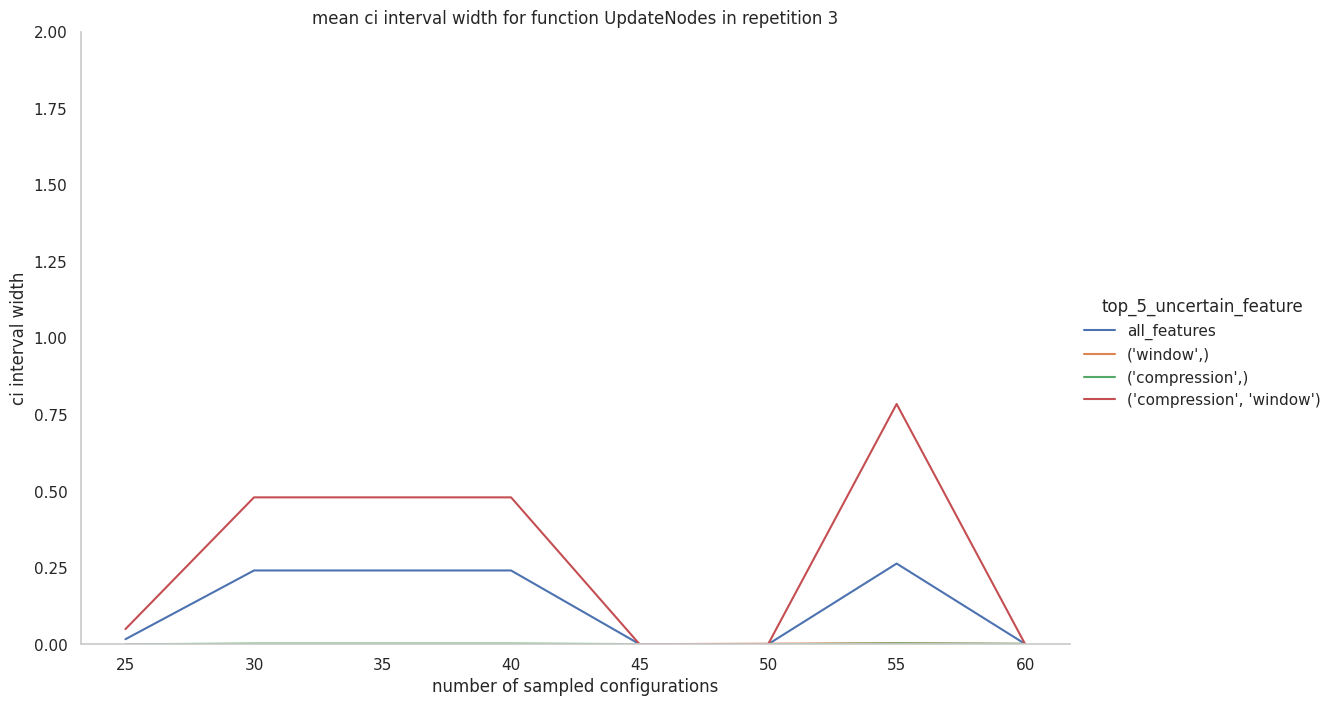 mean ci interval width for function UpdateNodes in repetition 3
2.00
1.75
1.50
1.25
1.00
0.75
0.50
0.25
0.00
ci interval width
25 30 35 40 45 50 55 60
number of sampled configurations
top_5_uncertain_feature
all_features
('window',)
('compression',)
('compression', 'window')